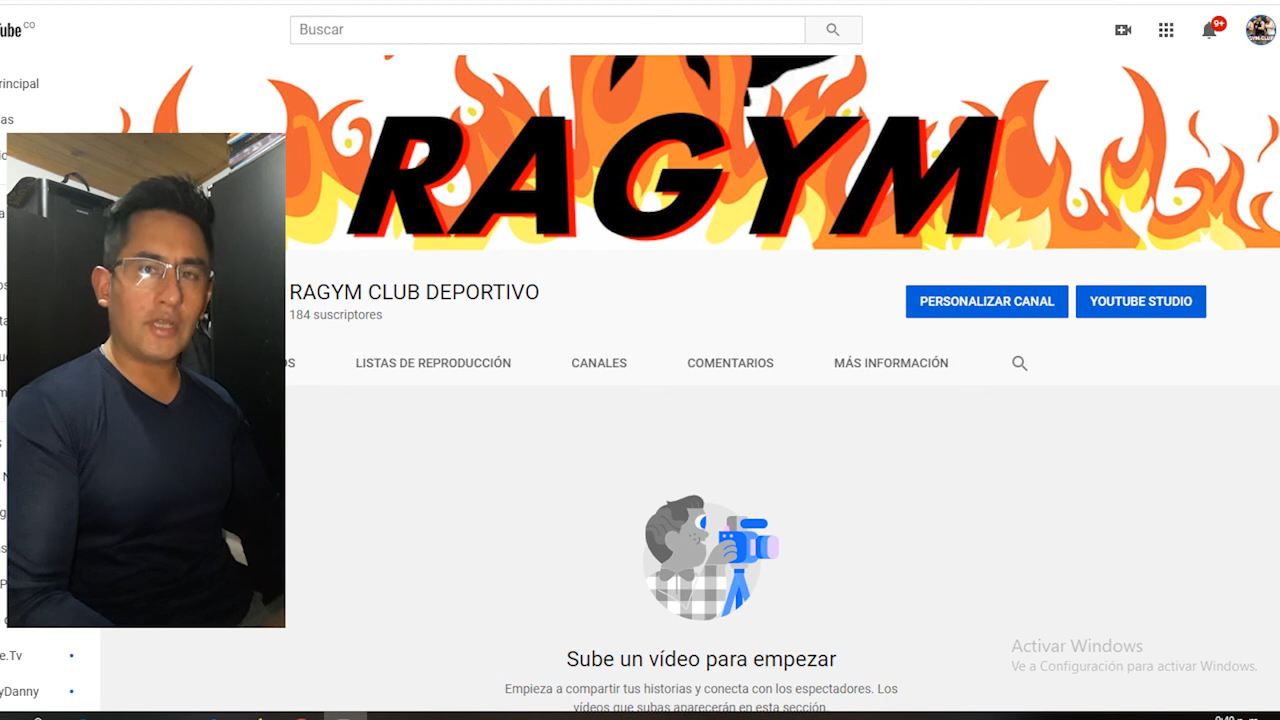 ube CO
Buscar
9+
rincipal
as
RAGYM
RAGYM CLUB DEPORTIVO
184 suscriptores
PERSONALIZAR CANAL
YOUTUBE STUDIO
OS
LISTAS DE REPRODUCCIÓN
CANALES
COMENTARIOS
MÁS INFORMACIÓN
Sube un vídeo para empezar
Empieza a compartir tus historias y conecta con los espectadores. Los
vídeos que subas aparecerán en esta sección.
Activar Windows
Ve a Configuración para activar Windows.
e.Tv
yDanny